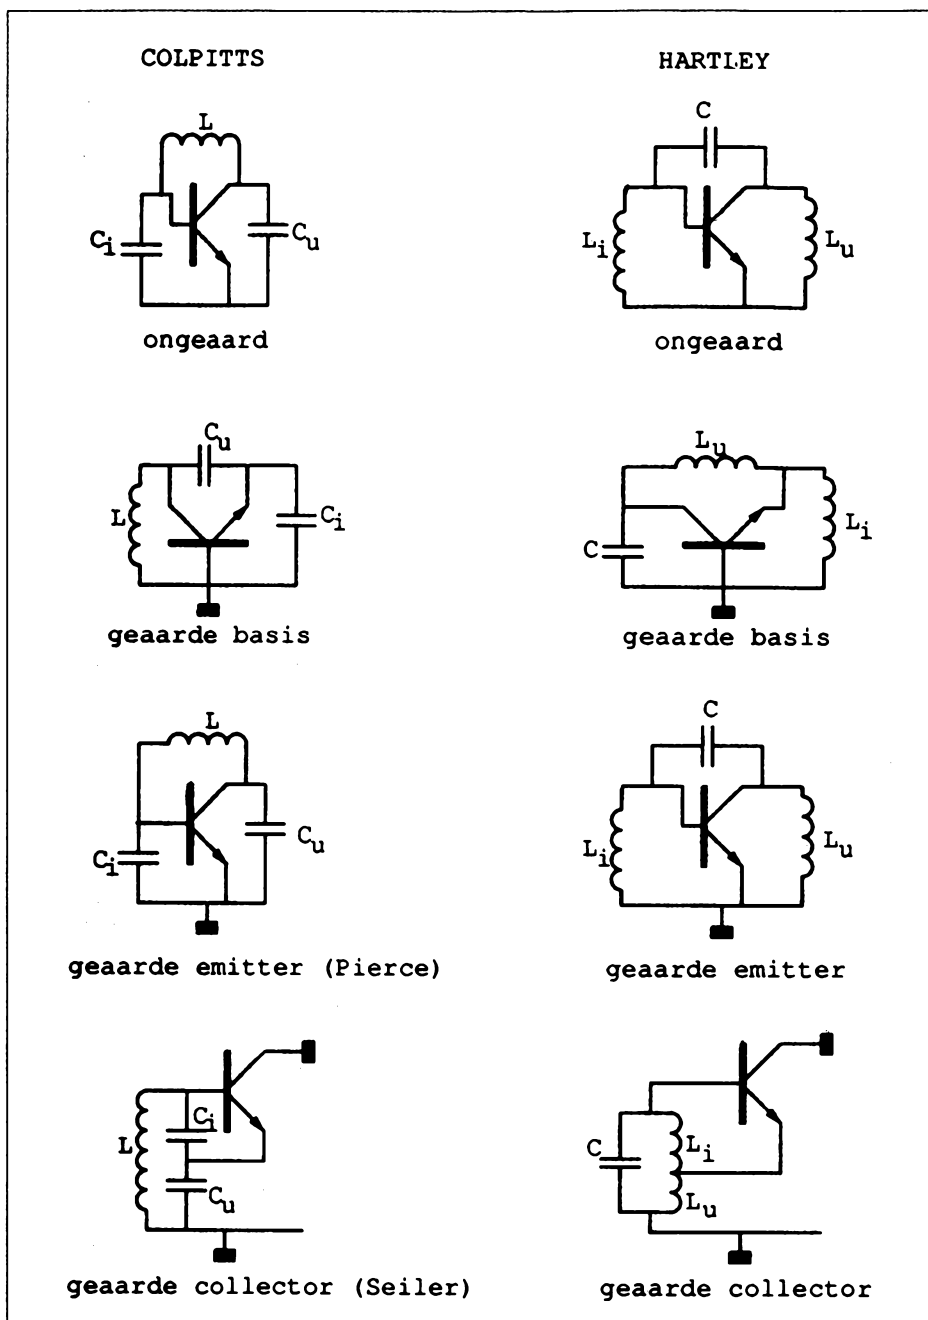 COLPITTS
HARTLEY
L
C
Ci
Cu
Li
Lu
ongeaard
ongeaard
Cu
Lu
L
Ci
C
Li
geaarde basis
geaarde basis
L
C
Ci
Cu
Li
Lu
geaarde emitter (Pierce)
geaarde emitter
L
Ci
Cu
C
Li
Lu
geaarde collector (Seiler)
geaarde collector